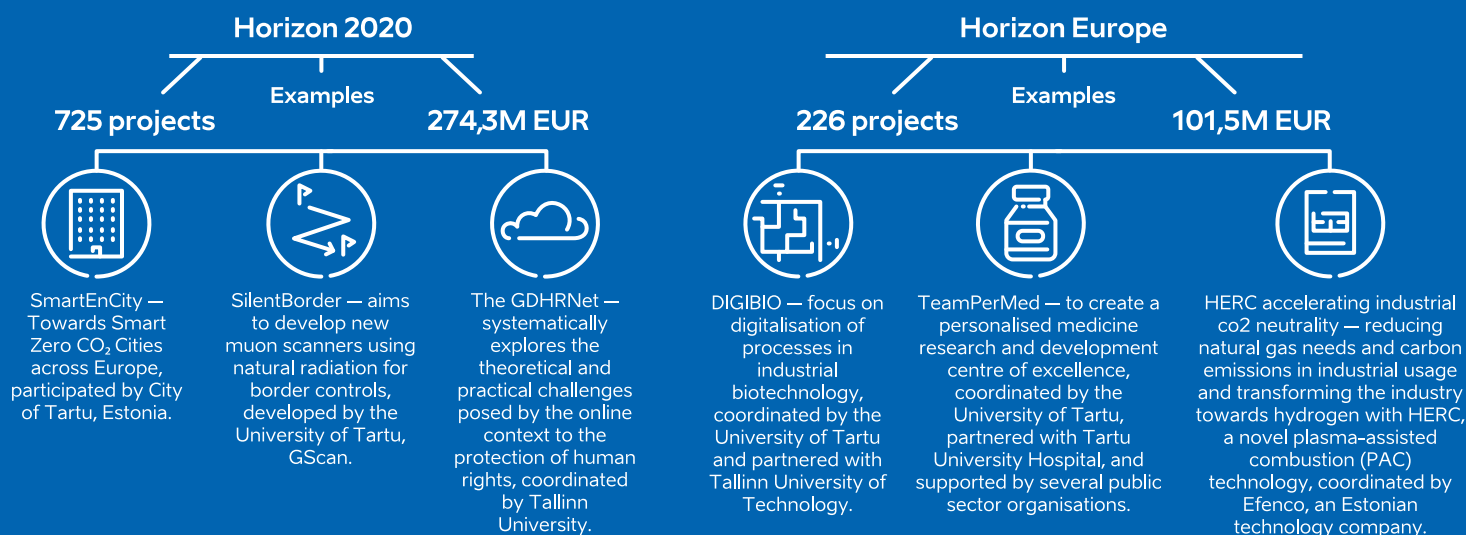 Horizon 2020
Examples
725 projects
274,3M EUR
SmartEnCity —
Towards Smart
Zero CO₂ Cities
across Europe,
participated by City
of Tartu, Estonia.
SilentBorder — aims
to develop new
muon scanners using
natural radiation for
border controls,
developed by the
University of Tartu,
GScan.
The GDHRNet —
systematically
explores the
theoretical and
practical challenges
posed by the online
context to the
protection of human
rights, coordinated
by Tallinn
University.
Horizon Europe
Examples
226 projects
101,5M EUR
DIGIBIO — focus on
digitalisation of
processes in
industrial
biotechnology,
coordinated by the
University of Tartu
and partnered with
Tallinn University of
Technology.
TeamPerMed — to create a
personalised medicine
research and development
centre of excellence,
coordinated by the
University of Tartu,
partnered with Tartu
University Hospital, and
supported by several public
sector organisations.
HERC accelerating industrial
co2 neutrality — reducing
natural gas needs and carbon
emissions in industrial usage
and transforming the industry
towards hydrogen with HERC,
a novel plasma-assisted
combustion (PAC)
technology, coordinated by
Efenco, an Estonian
technology company.